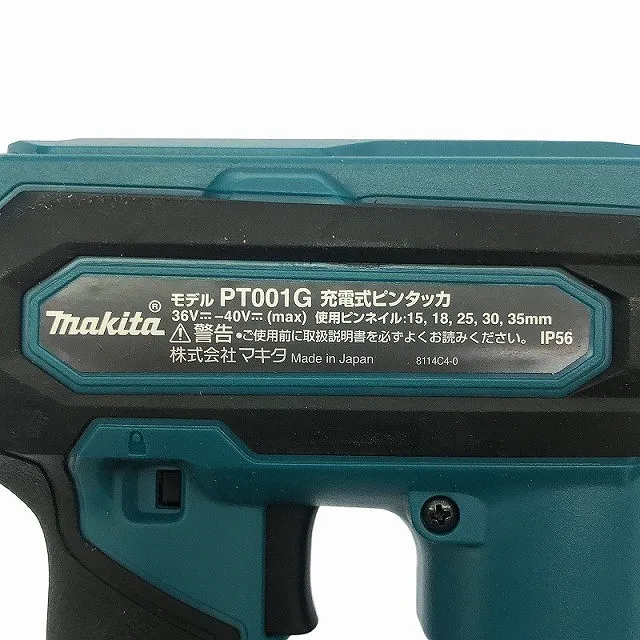 makita®
モデル PT001G 充電式ピンタッカ
36V⎓-40V⎓(max) 使用ピンネイル:15, 18, 25, 30, 35mm
⚠警告・ご使用前に取扱説明書を必ずよくお読みください。 IP56
株式会社マキタ Made in Japan 8114C4-0